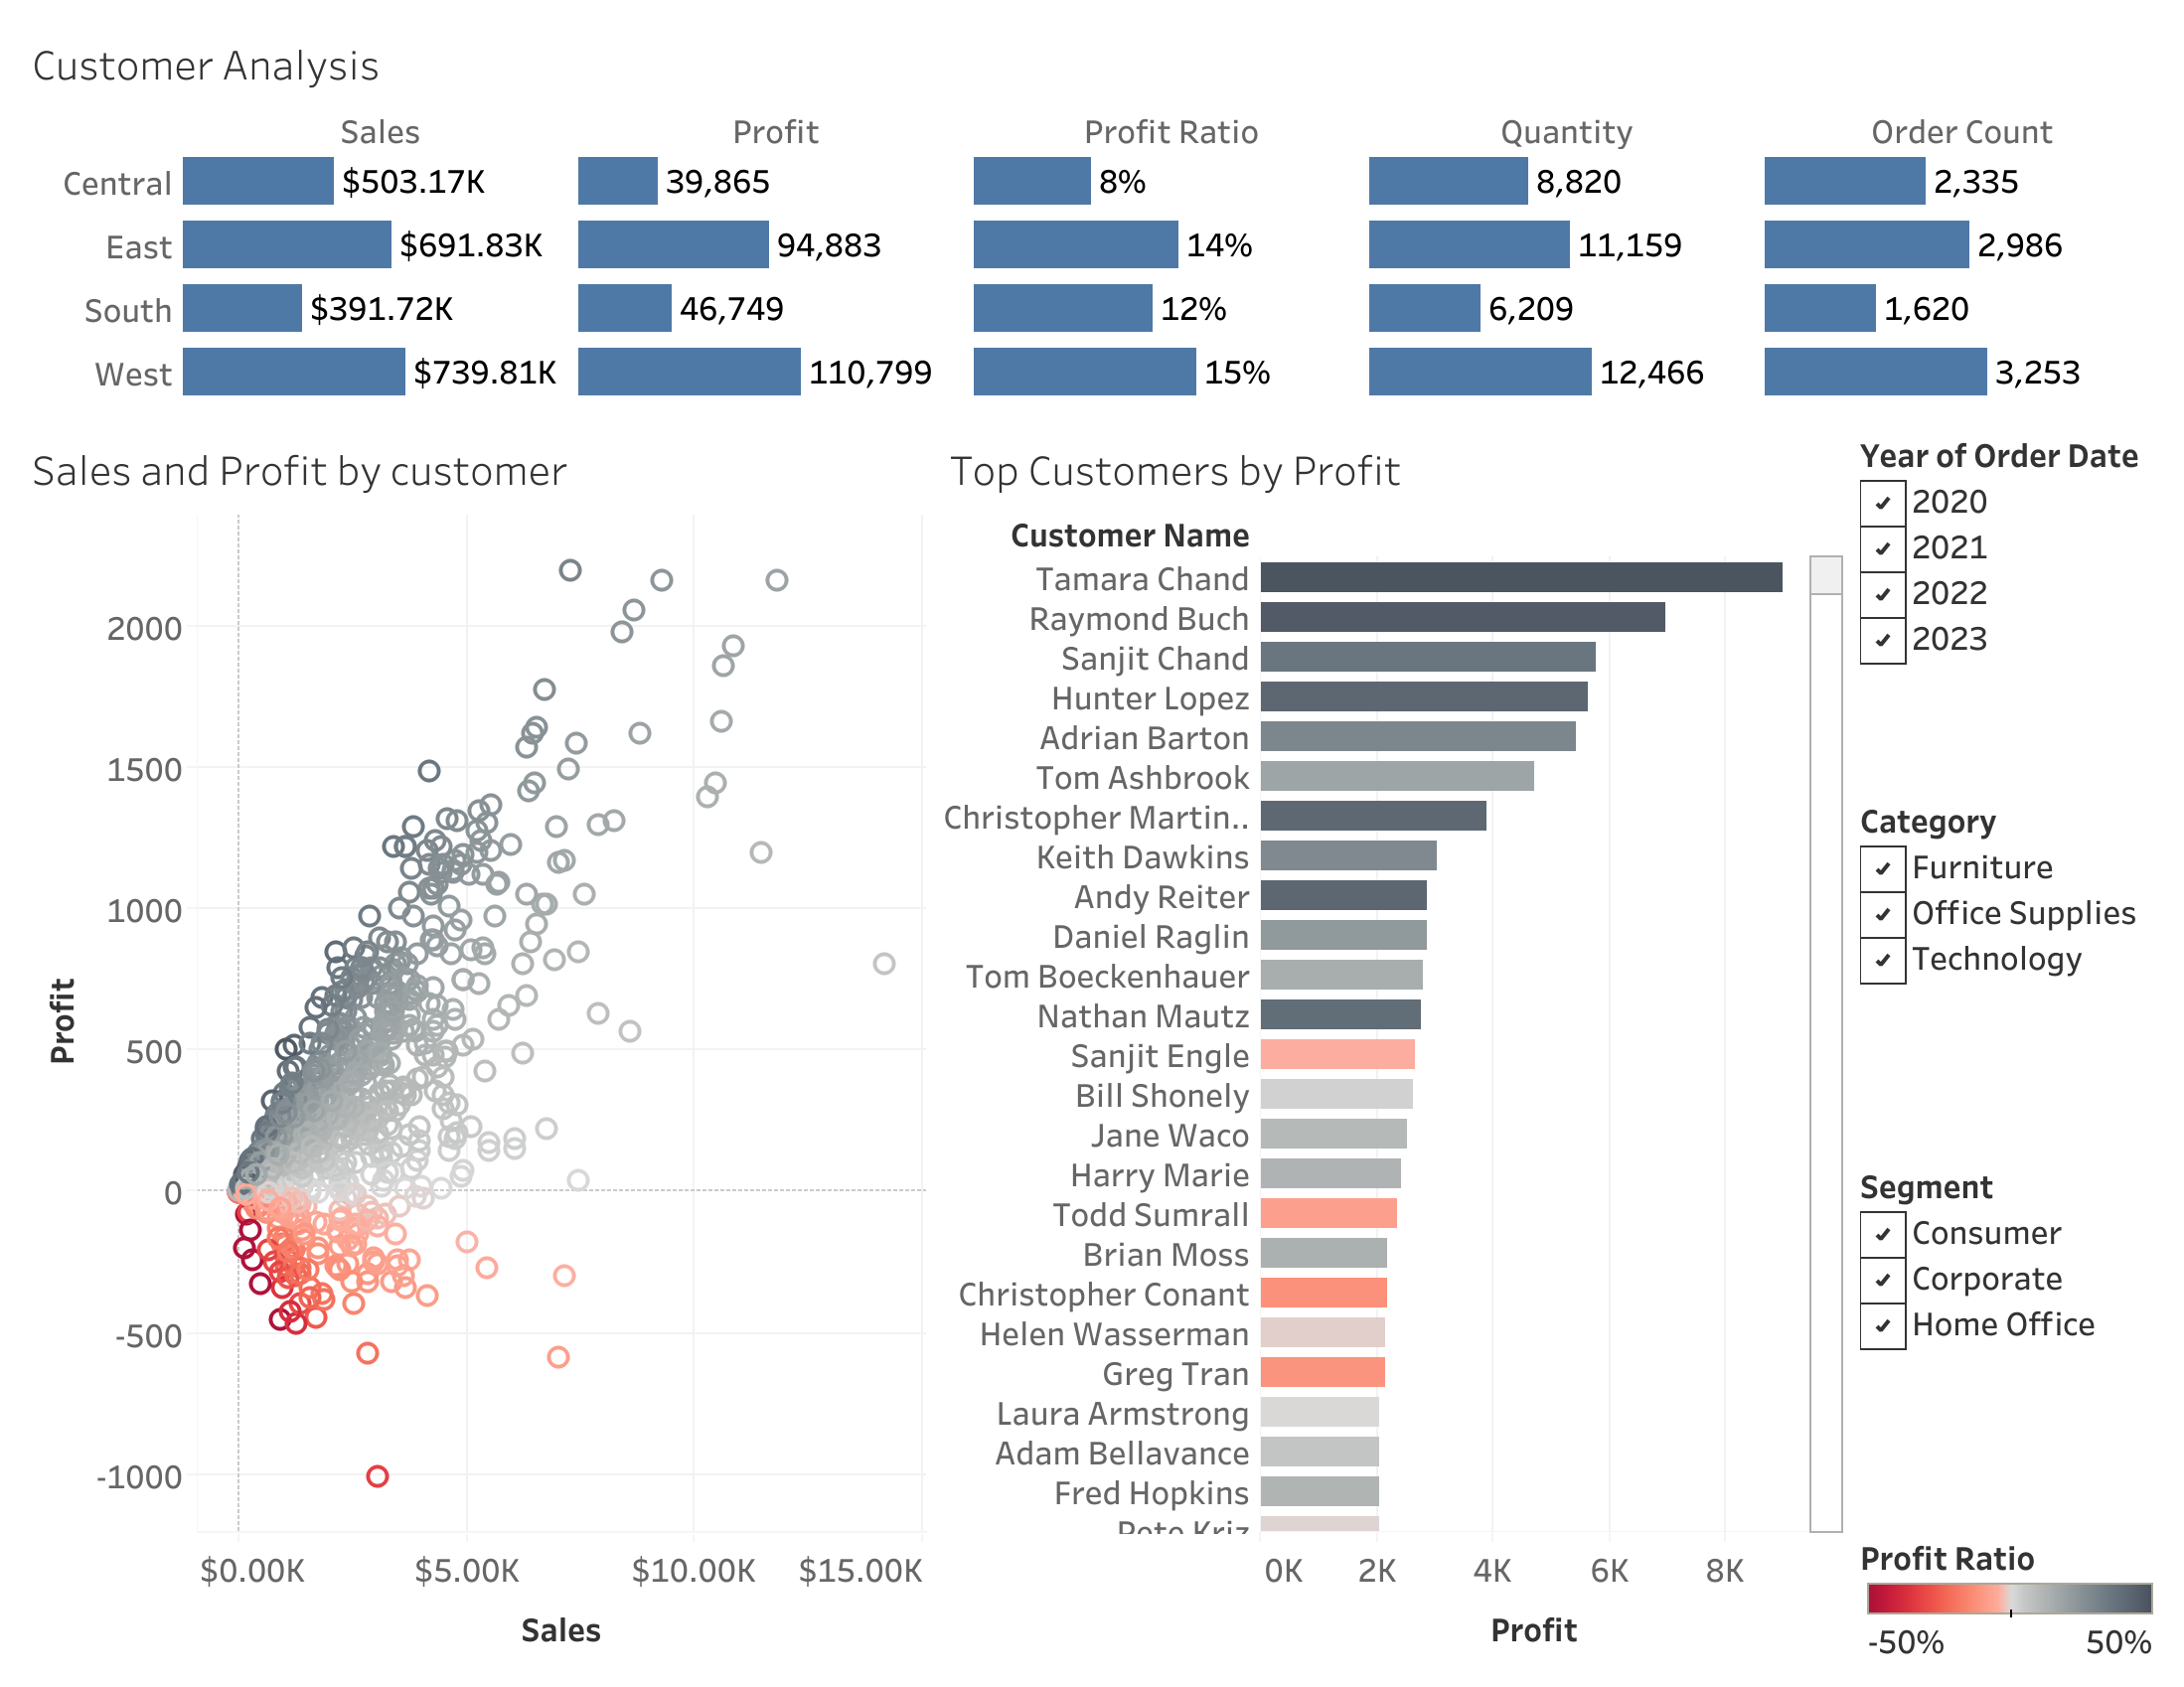 Customer Analysis
Sales Profit Profit Ratio Quantity Order Count
Central $503.17K 39,865 8% 8,820 2,335
East $691.83K 94,883 14% 11,159 2,986
South $391.72K 46,749 12% 6,209 1,620
West $739.81K 110,799 15% 12,466 3,253
Sales and Profit by customer
2000
1500
1000
500
0
-500
-1000
Profit
$0.00K $5.00K $10.00K $15.00K
Sales
Top Customers by Profit
Customer Name
Tamara Chand
Raymond Buch
Sanjit Chand
Hunter Lopez
Adrian Barton
Tom Ashbrook
Christopher Martin..
Keith Dawkins
Andy Reiter
Daniel Raglin
Tom Boeckenhauer
Nathan Mautz
Sanjit Engle
Bill Shonely
Jane Waco
Harry Marie
Todd Sumrall
Brian Moss
Christopher Conant
Helen Wasserman
Greg Tran
Laura Armstrong
Adam Bellavance
Fred Hopkins
Pete Kriz
0K 2K 4K 6K 8K
Profit
Year of Order Date
2020
2021
2022
2023
Category
Furniture
Office Supplies
Technology
Segment
Consumer
Corporate
Home Office
Profit Ratio
-50% 50%